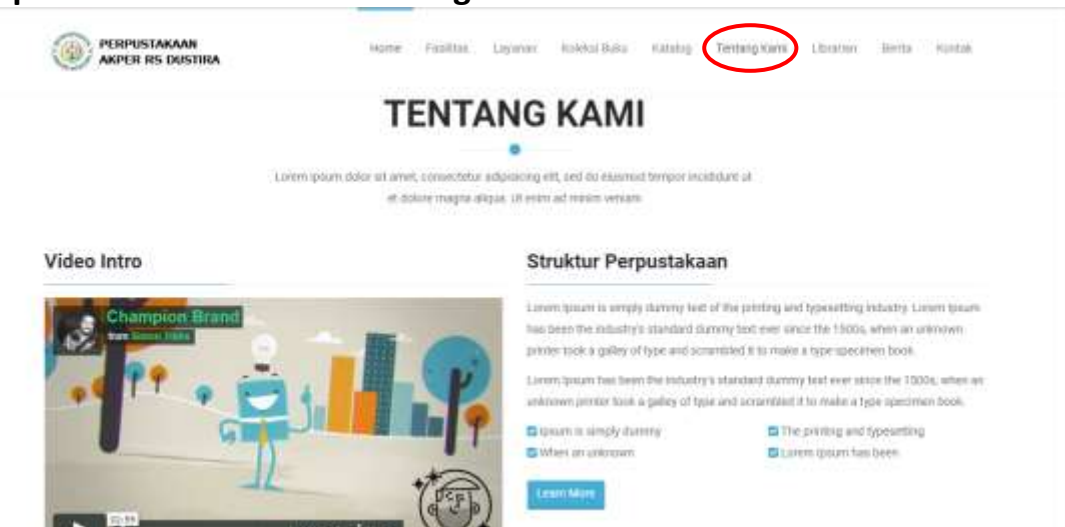 PERPUSTAKAAN
AKPER RS DUSTIRA
Home Fasilitas Layanan Koleksi Buku Katalog Tentang Kami Librarian Berita Kontak
TENTANG KAMI
Lorem ipsum dolor sit amet, consectetur adipisicing elit, sed do eiusmod tempor incididunt ut
et dolore magna aliqua. Ut enim ad minim veniam
Video Intro
Champion Brand
from
Struktur Perpustakaan
Lorem Ipsum is simply dummy text of the printing and typesetting industry. Lorem Ipsum
has been the industry's standard dummy text ever since the 1500s, when an unknown
printer took a galley of type and scrambled it to make a type specimen book.
Lorem Ipsum has been the industry's standard dummy text ever since the 1500s, when an
unknown printer took a galley of type and scrambled it to make a type specimen book.
Ipsum is simply dummy
The printing and typesetting
When an unknown
Lorem Ipsum has been
Learn More